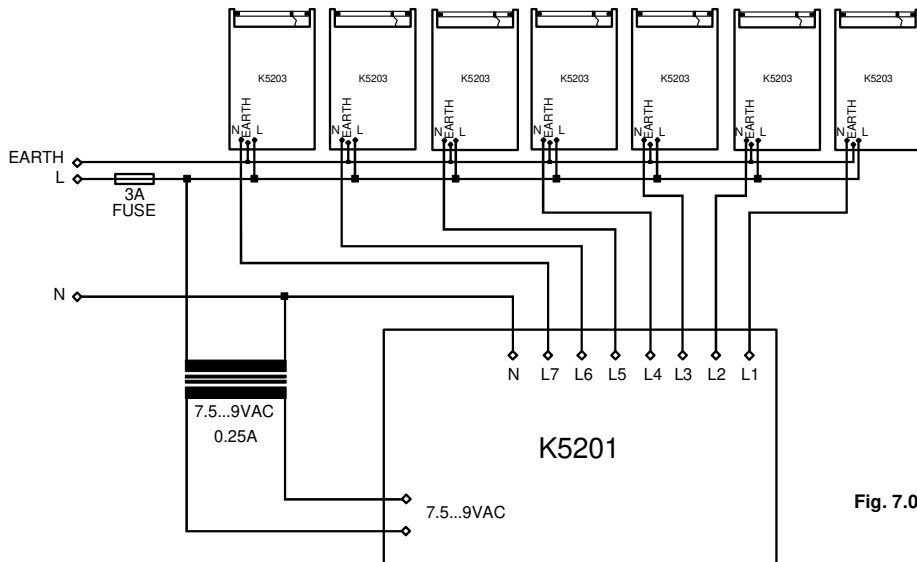 K5203 K5203 K5203 K5203 K5203 K5203 K5203
N EARTH L N EARTH L N EARTH L N EARTH L N EARTH L N EARTH L N EARTH L
EARTH
L
3A
FUSE
N
N L7 L6 L5 L4 L3 L2 L1
7.5...9VAC
0.25A
K5201
7.5...9VAC
Fig. 7.0